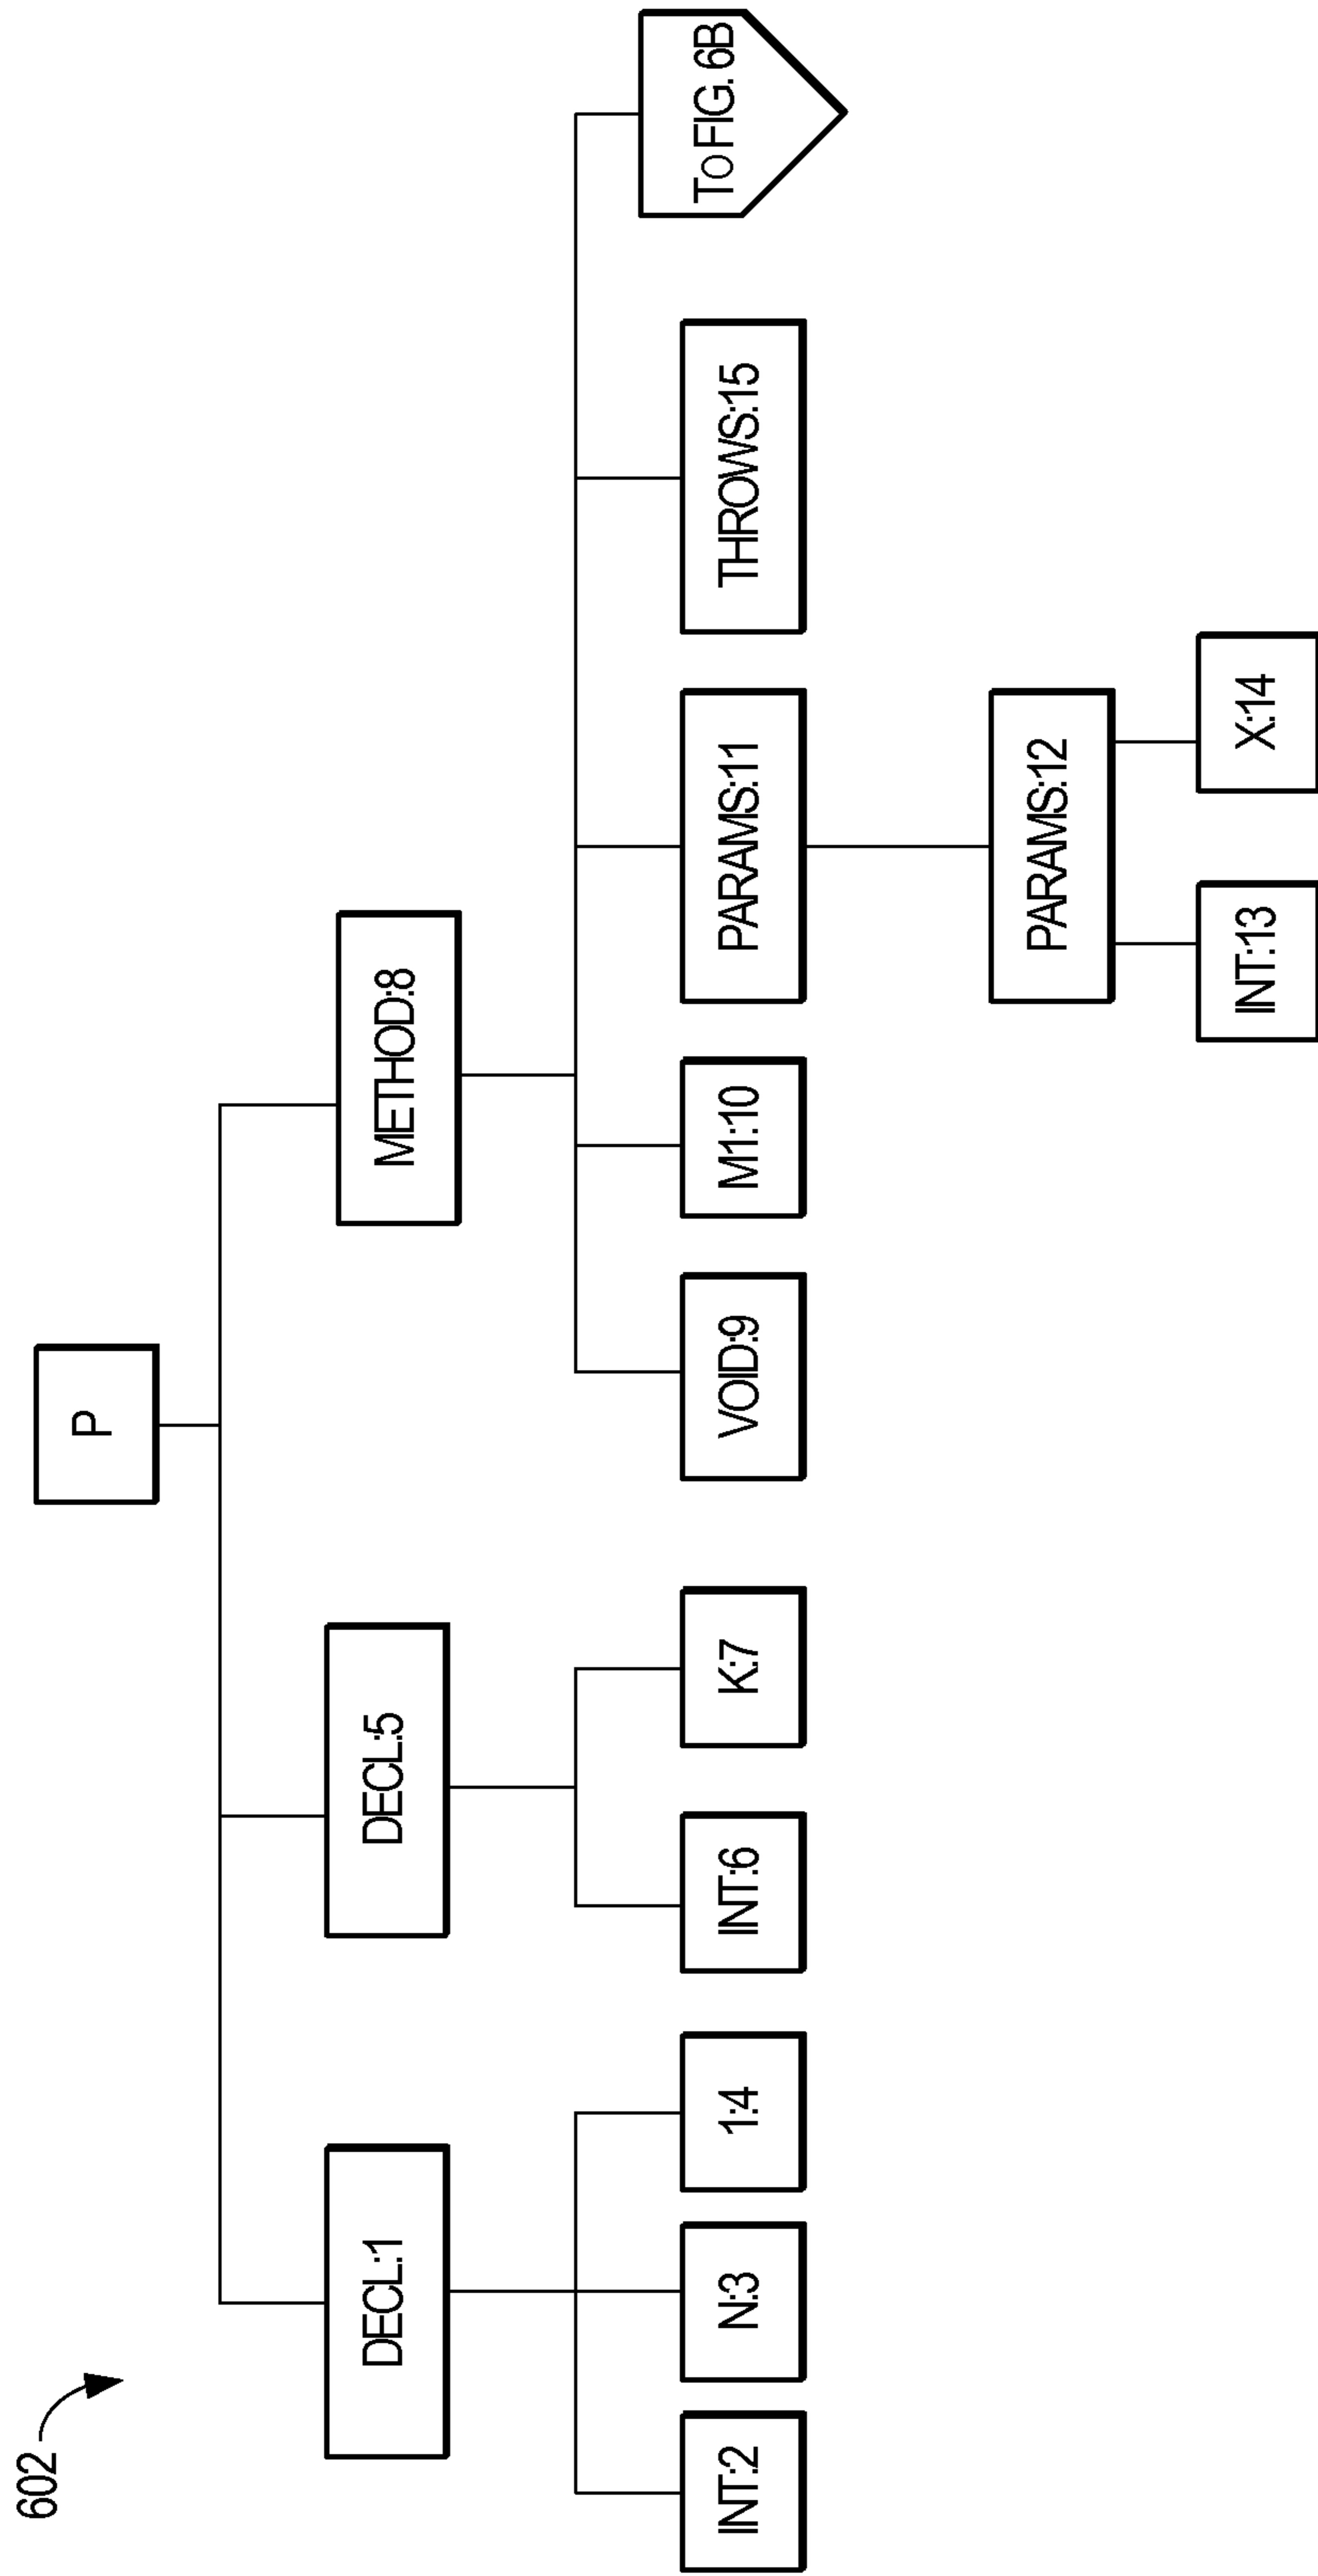 602
P
DECL:1
DECL:5
METHOD:8
INT:2
N:3
1:4
INT:6
K:7
VOID:9
M1:10
PARAMS:11
THROWS:15
TO FIG. 6B
PARAMS:12
INT:13
X:14